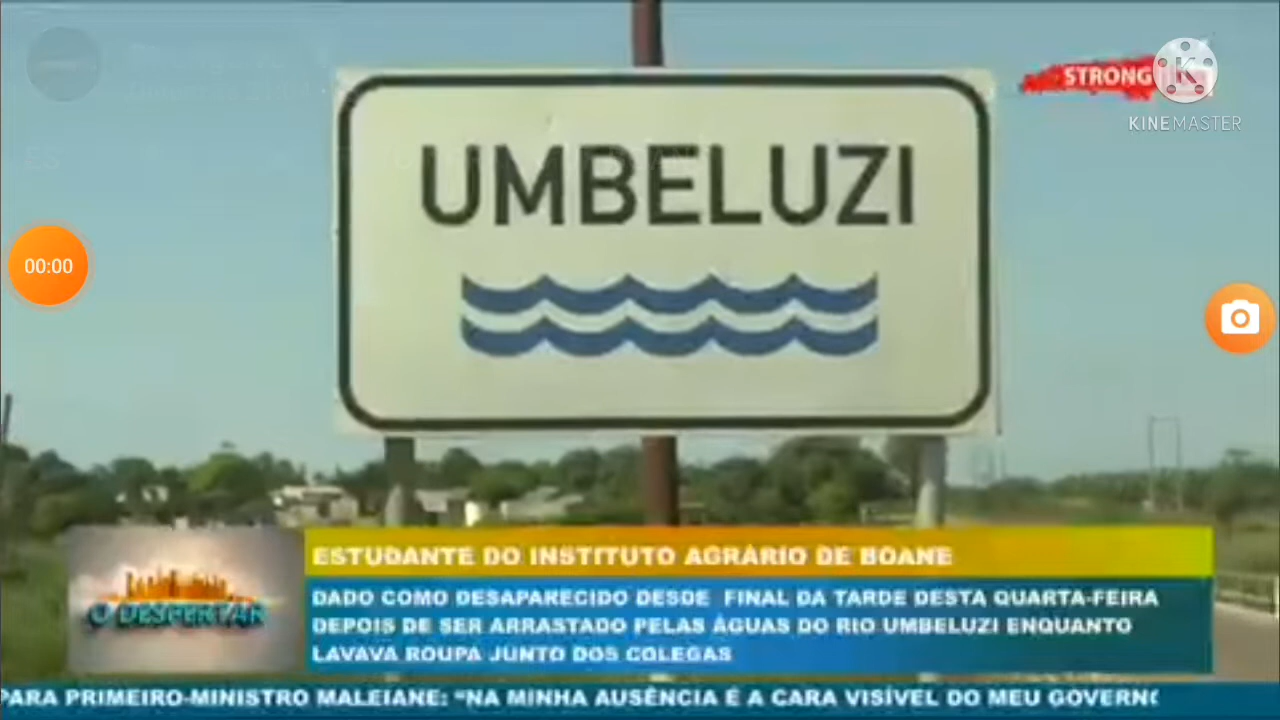 STRONG
KINEMASTER
UMBELUZI
00:00
ESTUDANTE DO INSTITUTO AGRÁRIO DE BOANE
O DESPERTAR
DADO COMO DESAPARECIDO DESDE FINAL DA TARDE DESTA QUARTA-FEIRA
DEPOIS DE SER ARRASTADO PELAS ÁGUAS DO RIO UMBELUZI ENQUANTO
LAVAVA ROUPA JUNTO DOS COLEGAS
PARA PRIMEIRO-MINISTRO MALEIANE: “NA MINHA AUSÊNCIA É A CARA VISÍVEL DO MEU GOVERNO